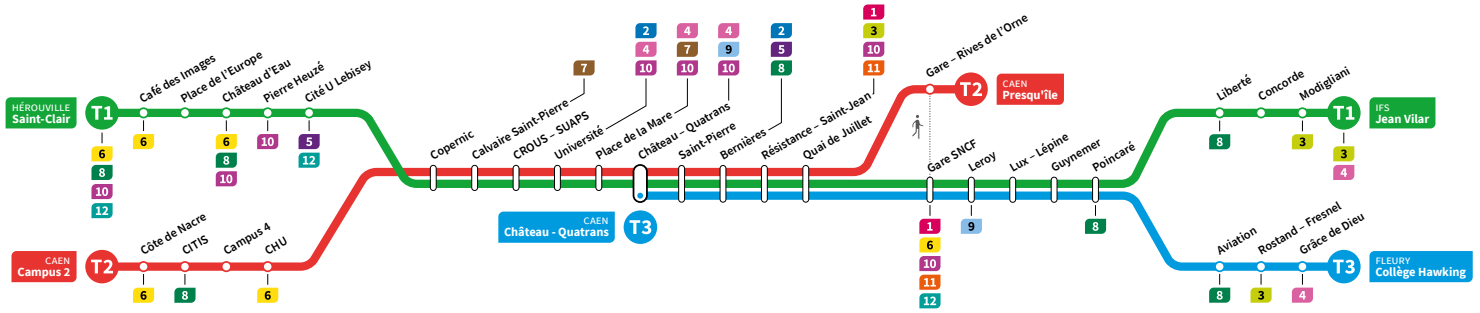 HÉROUVILLE
Saint-Clair
T1
6
8
10
12
Café des Images
6
Place de l'Europe
Château d'Eau
6
8
10
Pierre Heuzé
10
Cité U Lebisey
5
12
CAEN
Campus 2
T2
Côte de Nacre
6
CITIS
8
Campus 4
CHU
6
Copernic
Calvaire Saint-Pierre
7
CROUS – SUAPS
Université
2
4
10
Place de la Mare
4
7
10
Château – Quatrans
4
9
10
CAEN
Château - Quatrans
T3
Saint-Pierre
Bernières
2
5
8
Résistance – Saint-Jean
1
3
10
11
Quai de Juillet
Gare – Rives de l'Orne
T2
CAEN
Presqu'île
Gare SNCF
1
6
10
11
12
Leroy
9
Lux – Lépine
Guynemer
Poincaré
8
Liberté
8
Concorde
Modigliani
3
T1
3
4
IFS
Jean Vilar
Aviation
8
Rostand – Fresnel
3
Grâce de Dieu
4
T3
FLEURY
Collège Hawking